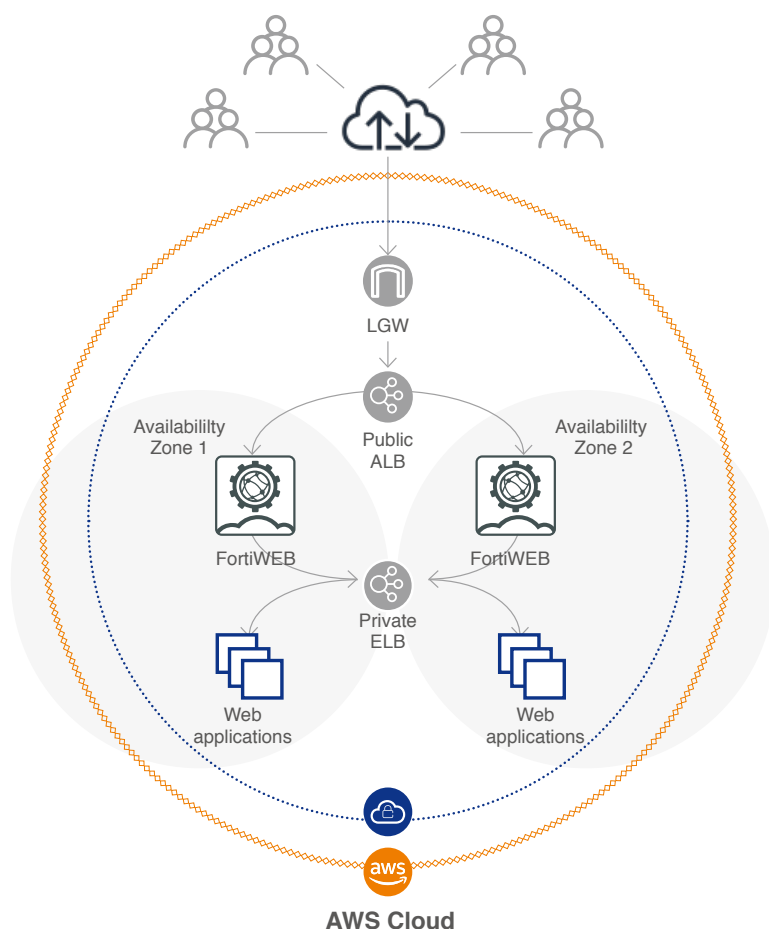 LGW
Availabililty
Zone 1
Public
ALB
Availabililty
Zone 2
FortiWEB
FortiWEB
Private
ELB
Web
applications
Web
applications
aws
AWS Cloud